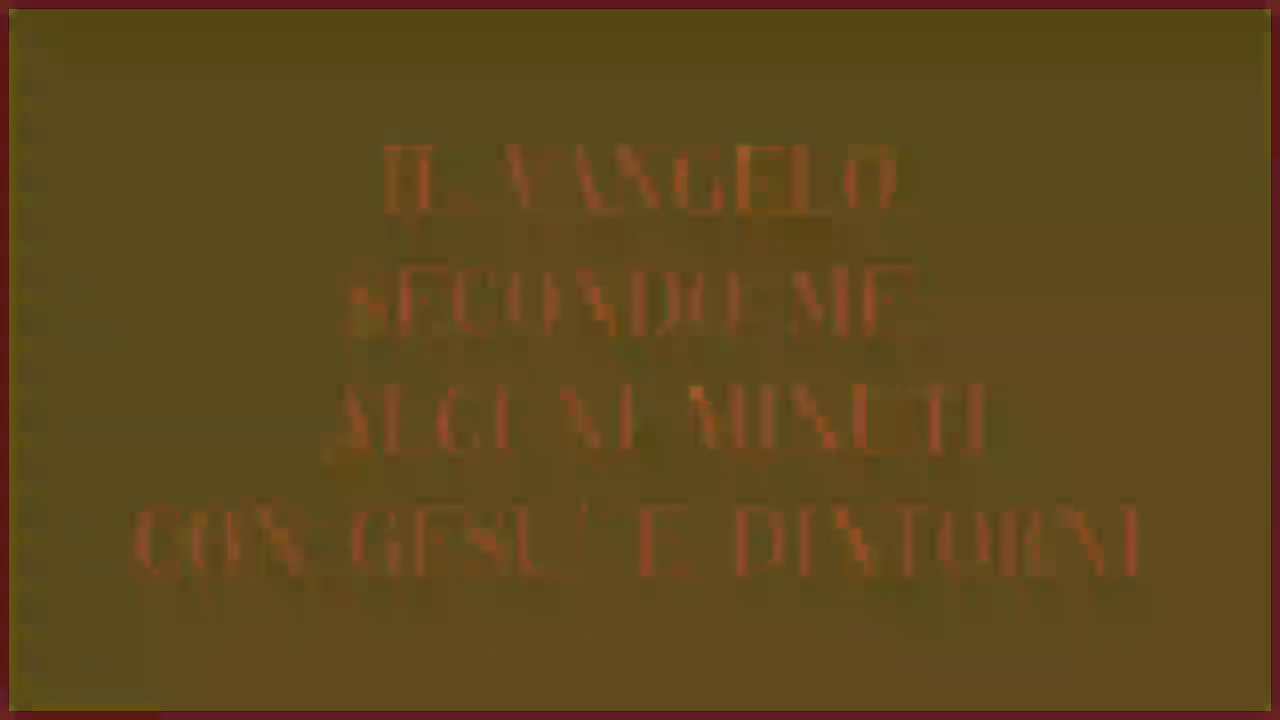 IL VANGELO
SECONDO ME
ALCUNI MINUTI
CON GESU' E DINTORNI